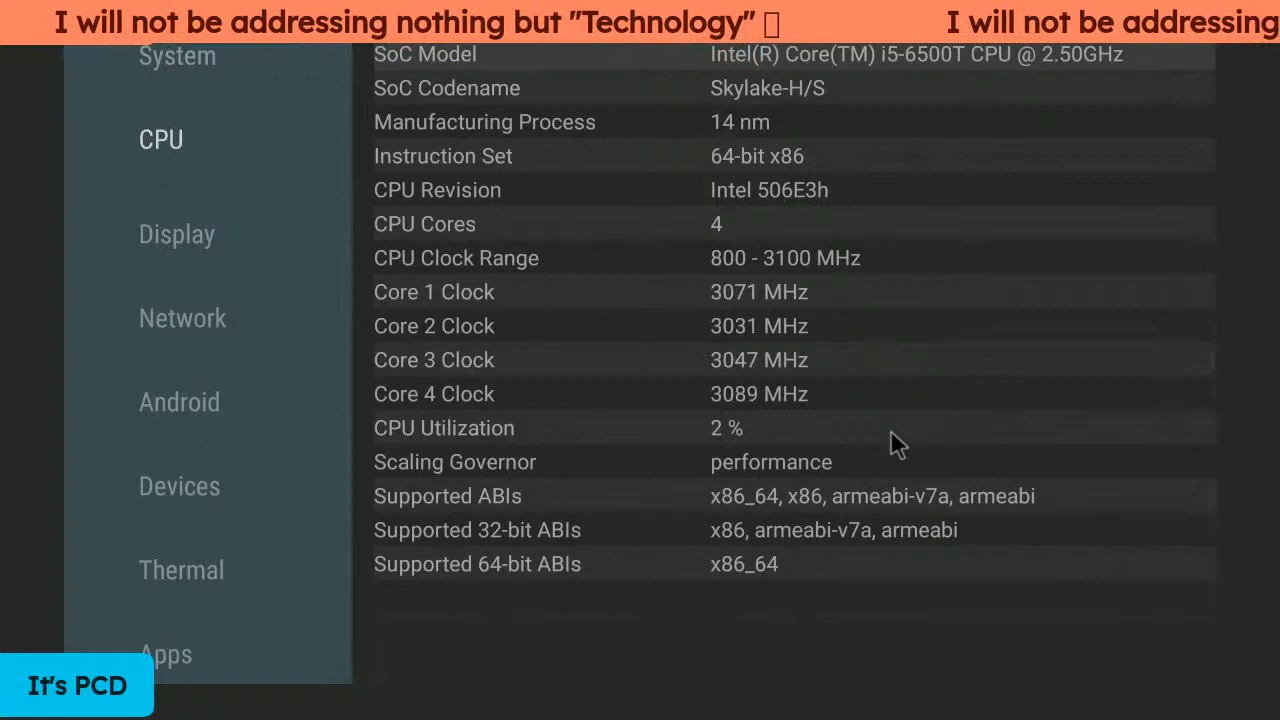 I will not be addressing nothing but "Technology" I will not be addressing
System
SoC Model Intel(R) Core(TM) i5-6500T CPU @ 2.50GHz
SoC Codename Skylake-H/S
CPU
Manufacturing Process 14 nm
Instruction Set 64-bit x86
CPU Revision Intel 506E3h
Display
CPU Cores 4
CPU Clock Range 800 - 3100 MHz
Core 1 Clock 3071 MHz
Network
Core 2 Clock 3031 MHz
Core 3 Clock 3047 MHz
Android
Core 4 Clock 3089 MHz
CPU Utilization 2 %
Scaling Governor performance
Devices
Supported ABIs x86_64, x86, armeabi-v7a, armeabi
Supported 32-bit ABIs x86, armeabi-v7a, armeabi
Thermal
Supported 64-bit ABIs x86_64
Apps
It's PCD